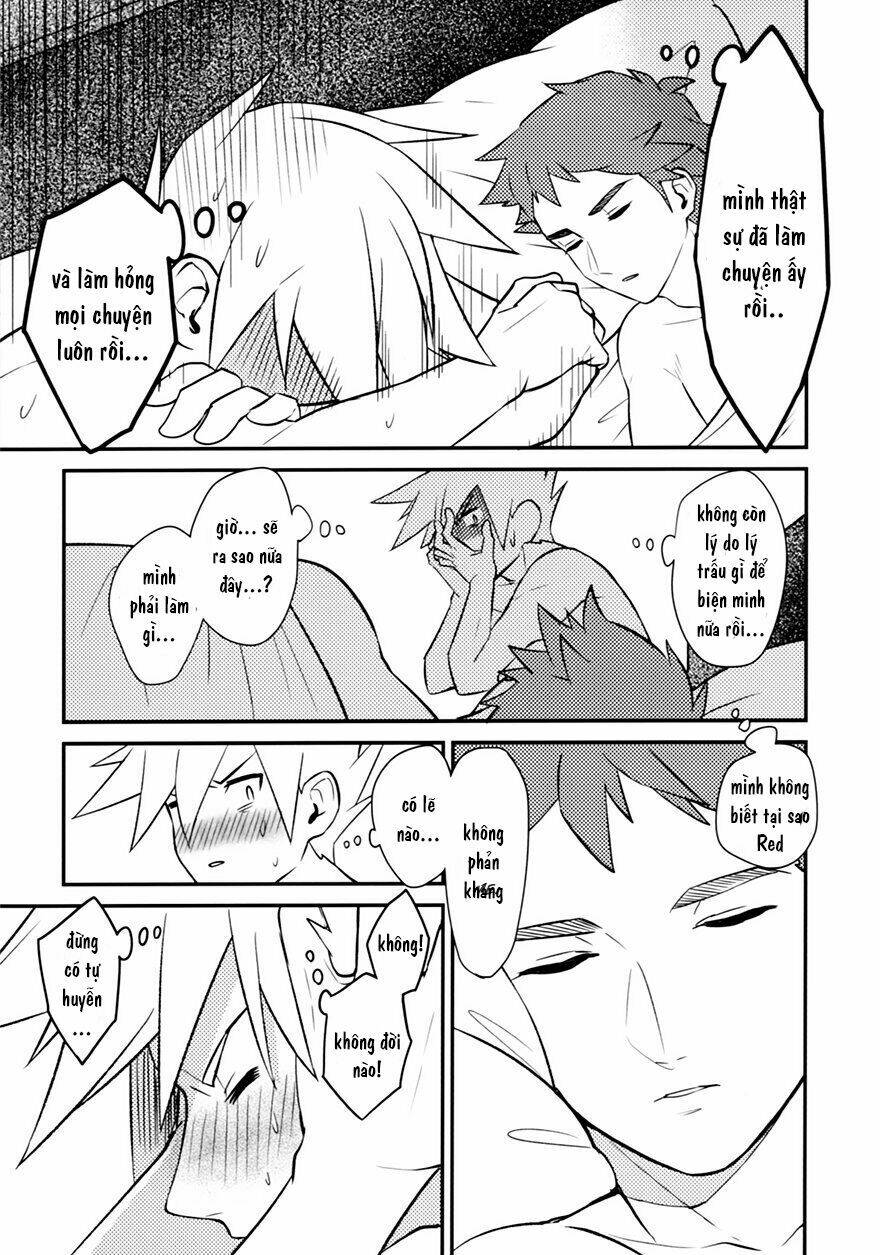 mình thật
sự đã làm
chuyện ấy
rồi..
và làm hỏng
mọi chuyện
luôn rồi...
không còn
lý do lý
trấu gì để
biện minh
nữa rồi...
giờ... sẽ
ra sao nữa
đây...?
mình
phải làm
gì...
mình không
biết tại sao
Red
không
phản
kháng
có lẽ
nào...
không!
không đời
nào!
đừng
có tự
huyễn
...